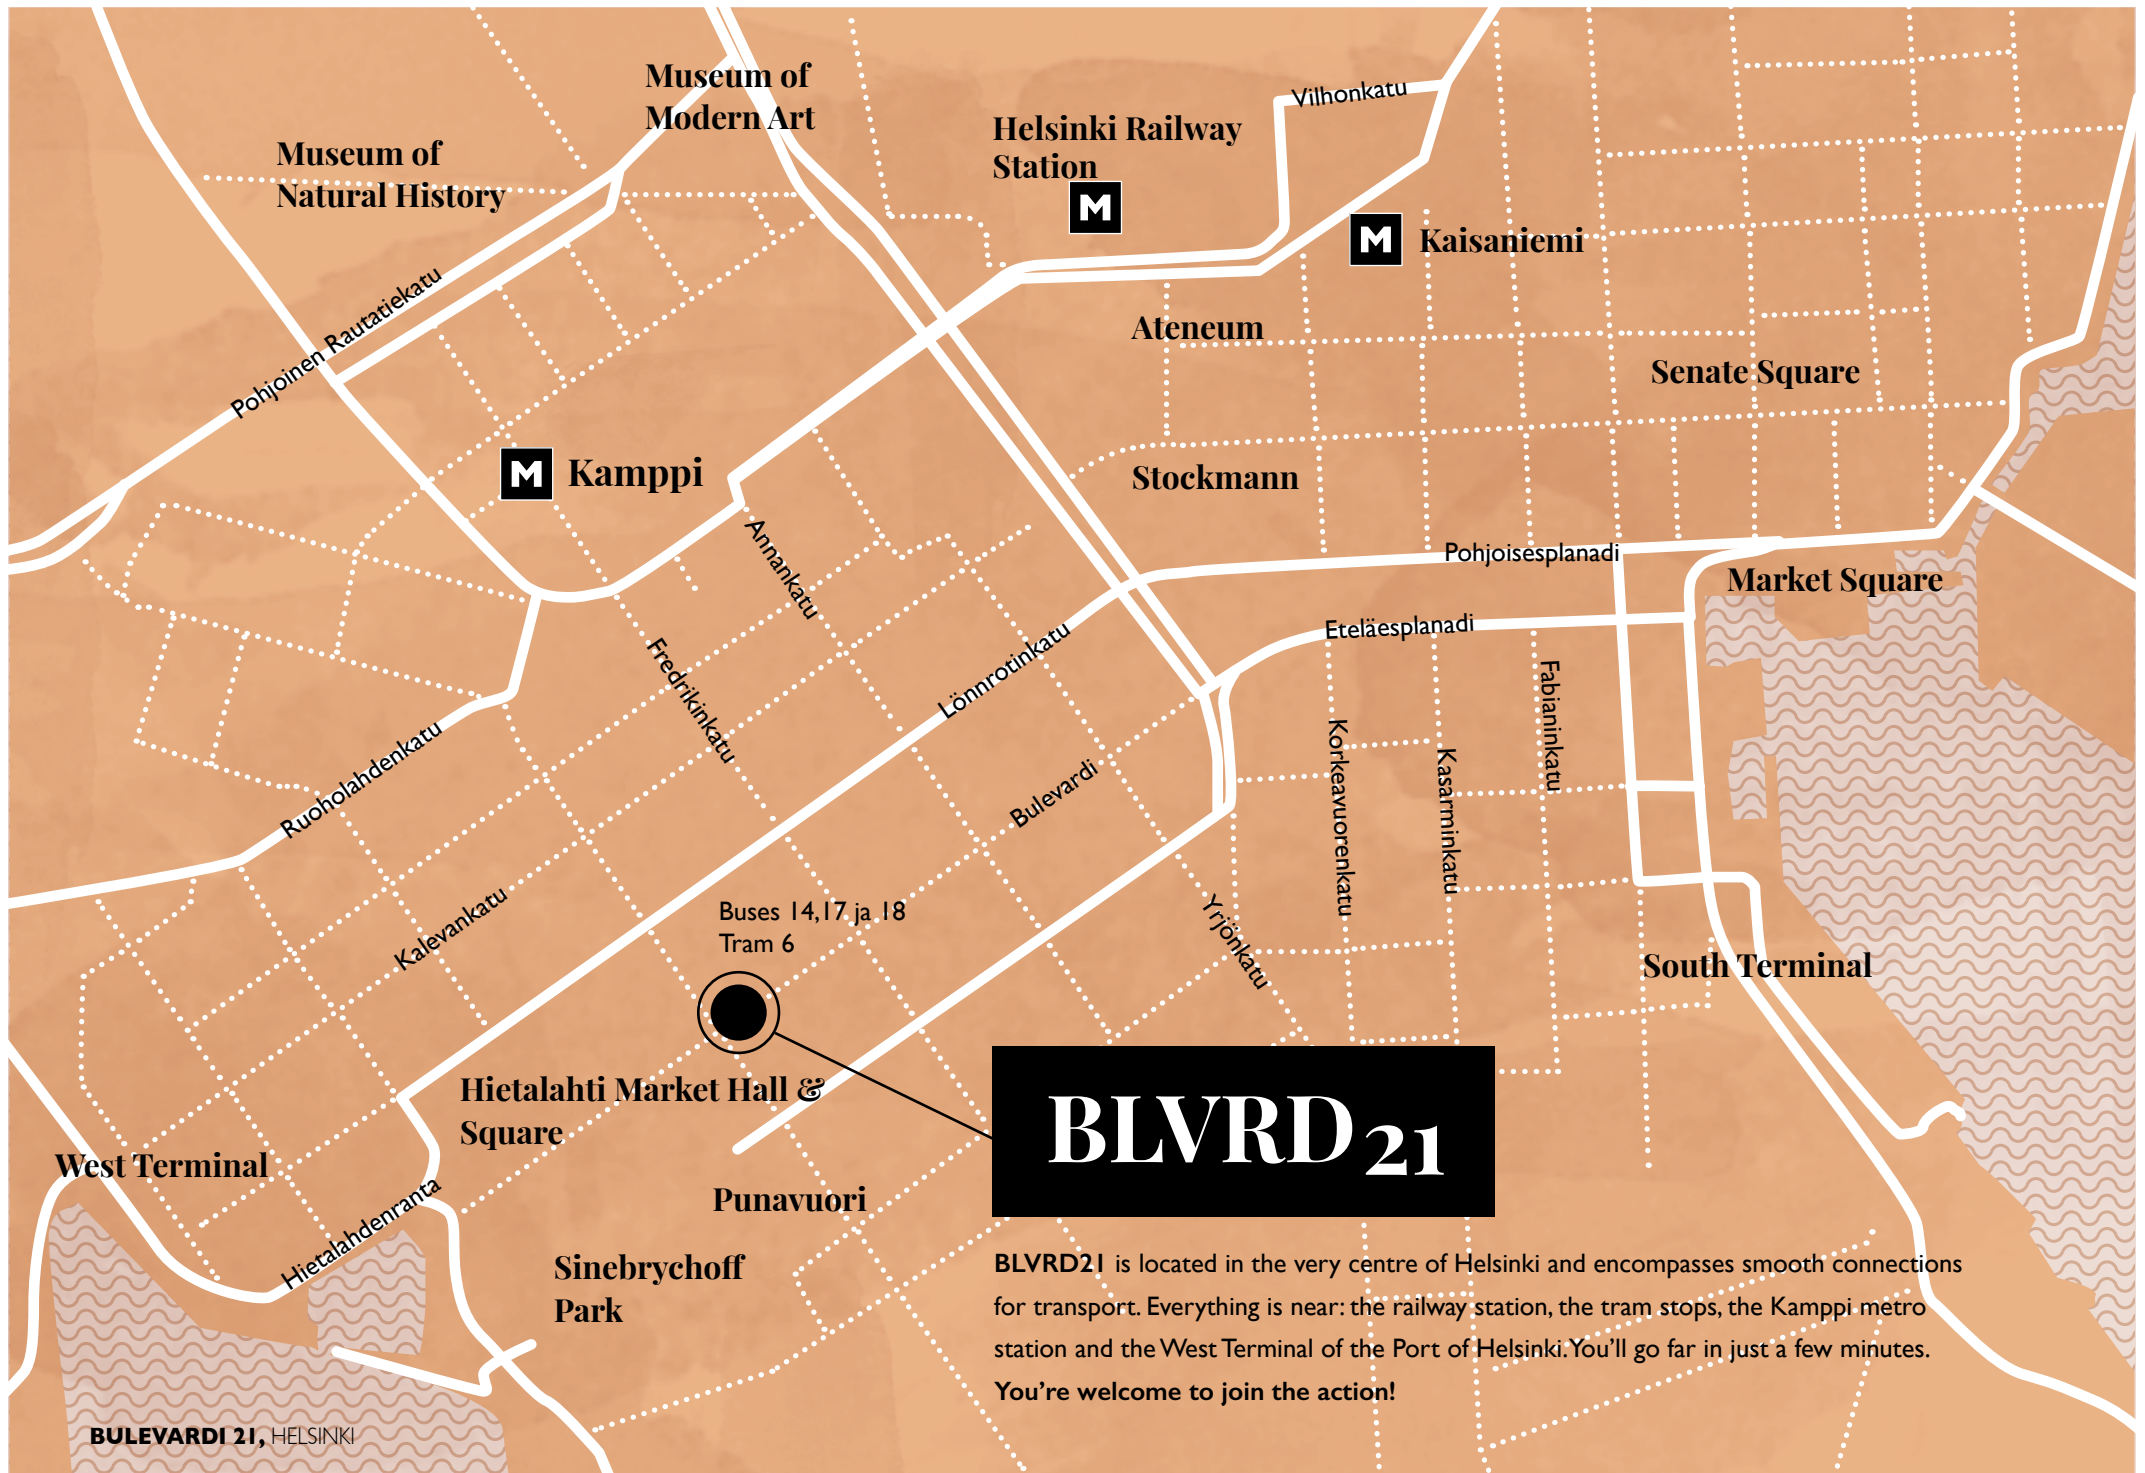 Museum of
Modern Art
Museum of
Natural History
Helsinki Railway
Station
M
Vilhonkatu
M
Kaisaniemi
Pohjoinen Rautatiekatu
Ateneum
Senate Square
M
Kamppi
Stockmann
Annankatu
Pohjoisesplanadi
Market Square
Eteläesplanadi
Fredrikinkatu
Lönnrotinkatu
Fabianinkatu
Ruoholahdenkatu
Bulevardi
Korkeavuorenkatu
Kasarminkatu
Kalevankatu
Buses 14,17 ja 18
Tram 6
Yrjönkatu
South Terminal
Hietalahti Market Hall &
Square
BLVRD21
West Terminal
Hietalahdenranta
Punavuori
Sinebrychoff
Park
BLVRD21 is located in the very centre of Helsinki and encompasses smooth connections
for transport. Everything is near: the railway station, the tram stops, the Kamppi metro
station and the West Terminal of the Port of Helsinki. You’ll go far in just a few minutes.
You’re welcome to join the action!
BULEVARDI 21, HELSINKI